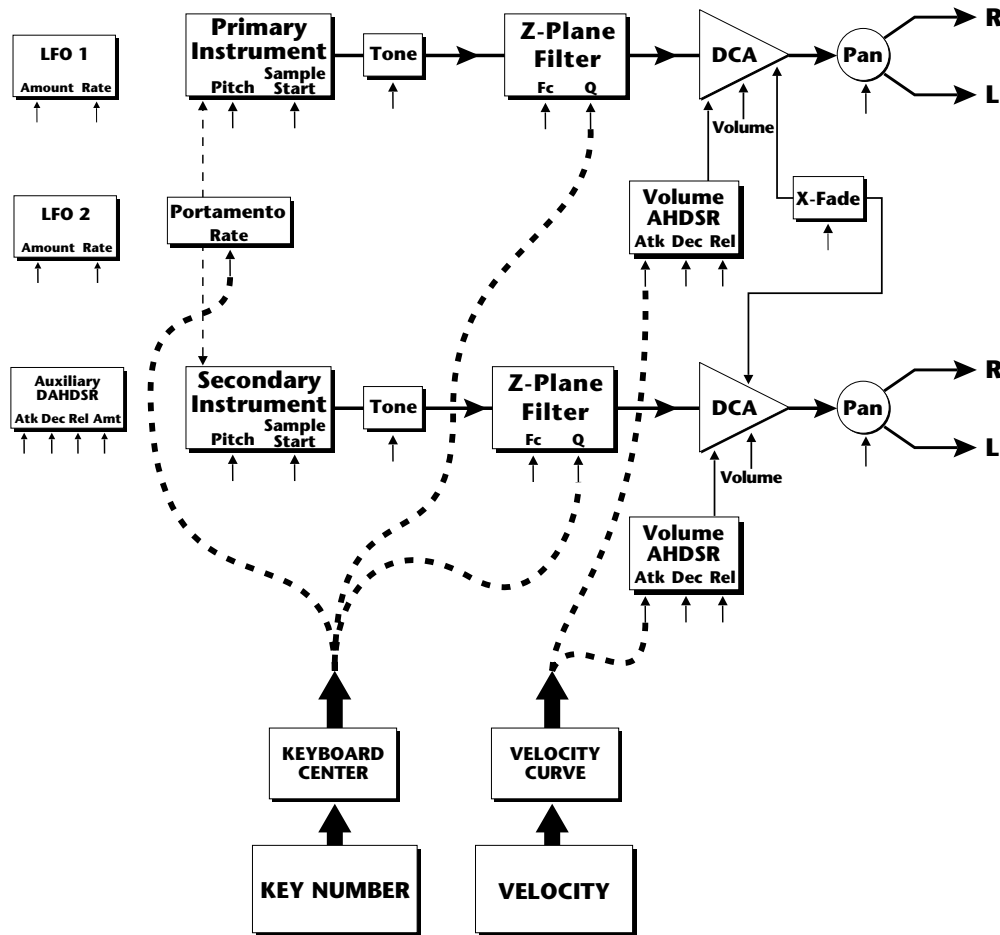 LFO 1
Amount Rate
Primary
Instrument
Sample
Pitch Start
Tone
Z-Plane
Filter
Fc Q
DCA
Volume
Pan
R
L
LFO 2
Amount Rate
Portamento
Rate
Volume
AHDSR
Atk Dec Rel
X-Fade
Auxiliary
DAHDSR
Atk Dec Rel Amt
Secondary
Instrument
Sample
Pitch Start
Tone
Z-Plane
Filter
Fc Q
DCA
Volume
Pan
R
L
Volume
AHDSR
Atk Dec Rel
KEYBOARD
CENTER
VELOCITY
CURVE
KEY NUMBER
VELOCITY